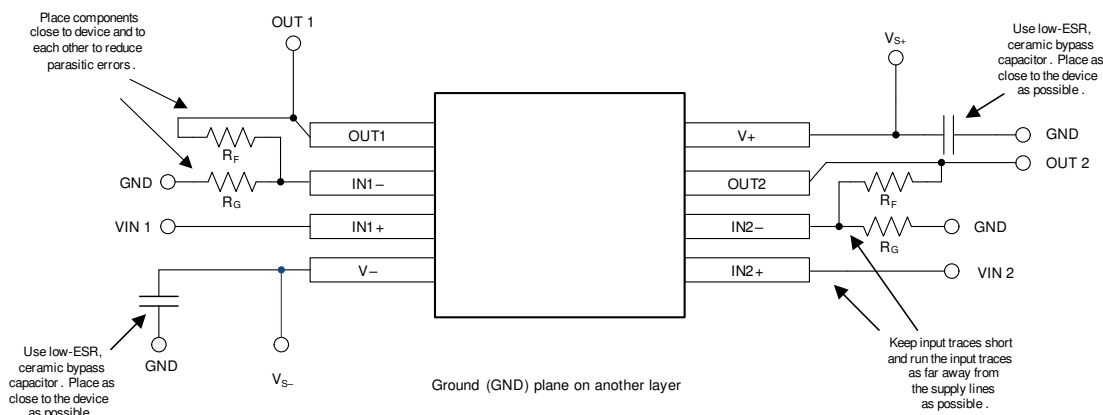 Place components
close to device and to
each other to reduce
parasitic errors .
OUT 1
VS+
Use low-ESR,
ceramic bypass
capacitor . Place as
close to the device
as possible .
OUT1
RF
GND
RG
IN1−
VIN 1
IN1+
V−
V+
GND
OUT 2
OUT2
RF
IN2−
GND
RG
IN2+
VIN 2
Use low-ESR,
ceramic bypass
capacitor . Place as
close to the device
as possible
GND
VS−
Ground (GND) plane on another layer
Keep input traces short
and run the input traces
as far away from
the supply lines
as possible .